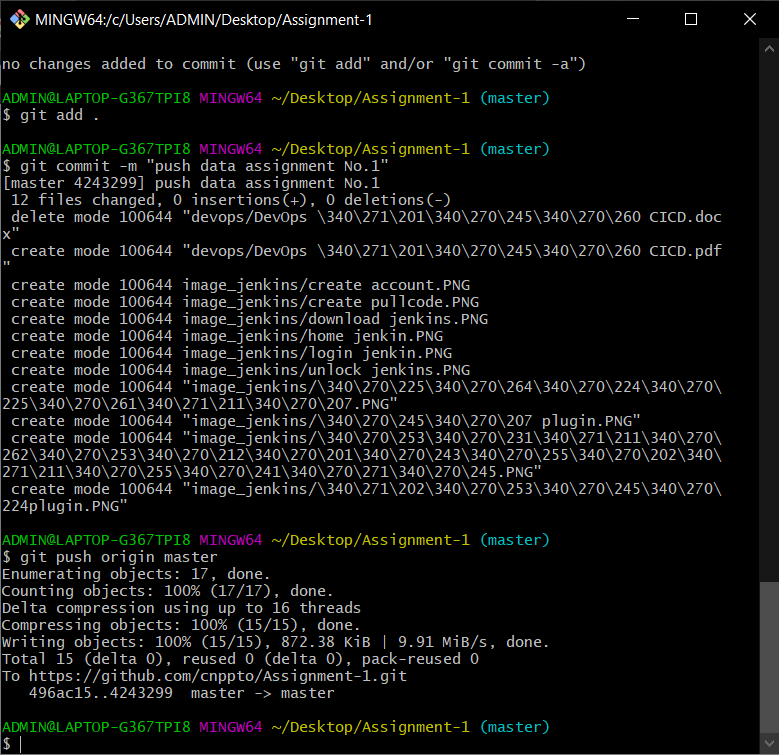 MINGW64:/c/Users/ADMIN/Desktop/Assignment-1
no changes added to commit (use "git add" and/or "git commit -a")
ADMIN@LAPTOP-G367TPI8 MINGW64 ~/Desktop/Assignment-1 (master)
$ git add .
ADMIN@LAPTOP-G367TPI8 MINGW64 ~/Desktop/Assignment-1 (master)
$ git commit -m "push data assignment No.1"
[master 4243299] push data assignment No.1
 12 files changed, 0 insertions(+), 0 deletions(-)
 delete mode 100644 "devops/DevOps \340\271\201\340\270\245\340\270\260 CICD.doc
x"
 create mode 100644 "devops/DevOps \340\271\201\340\270\245\340\270\260 CICD.pdf
"
 create mode 100644 image_jenkins/create account.PNG
 create mode 100644 image_jenkins/create pullcode.PNG
 create mode 100644 image_jenkins/download jenkins.PNG
 create mode 100644 image_jenkins/home jenkin.PNG
 create mode 100644 image_jenkins/login jenkin.PNG
 create mode 100644 image_jenkins/unlock jenkins.PNG
 create mode 100644 "image_jenkins/\340\270\225\340\270\264\340\270\224\340\270\
225\340\270\261\340\271\211\340\270\207.PNG"
 create mode 100644 "image_jenkins/\340\270\245\340\270\207 plugin.PNG"
 create mode 100644 "image_jenkins/\340\270\253\340\270\231\340\271\211\340\270\
262\340\270\253\340\270\212\340\270\201\340\270\243\340\270\255\340\270\202\340\
271\211\340\270\255\340\270\241\340\270\271\340\270\245.PNG"
 create mode 100644 "image_jenkins/\340\271\202\340\270\253\340\270\245\340\270\
224plugin.PNG"
ADMIN@LAPTOP-G367TPI8 MINGW64 ~/Desktop/Assignment-1 (master)
$ git push origin master
Enumerating objects: 17, done.
Counting objects: 100% (17/17), done.
Delta compression using up to 16 threads
Compressing objects: 100% (15/15), done.
Writing objects: 100% (15/15), 872.38 KiB | 9.91 MiB/s, done.
Total 15 (delta 0), reused 0 (delta 0), pack-reused 0
To https://github.com/cnppto/Assignment-1.git
   496ac15..4243299  master -> master
ADMIN@LAPTOP-G367TPI8 MINGW64 ~/Desktop/Assignment-1 (master)
$